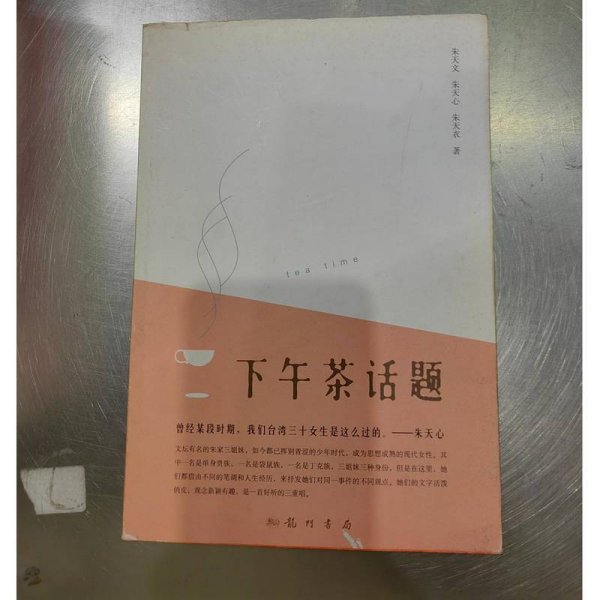 朱天文 朱天心 朱天衣 著
tea time
下午茶话题
曾经某段时期，我们台湾三十女生是这么过的。——朱天心
文坛有名的朱家三姐妹，如今都已挥别青涩的少年时代，成为思想成熟的现代女性。其
中一名是单身贵族，一名是袋鼠族，一名是丁克族，三姐妹三种身份，但是在这里，她
们都借由不同的笔调和人生经历，来抒发她们对同一事件的不同观点。她们的文字活泼
俏皮，观念新颖有趣，是一首好听的三重唱。
龍門書局